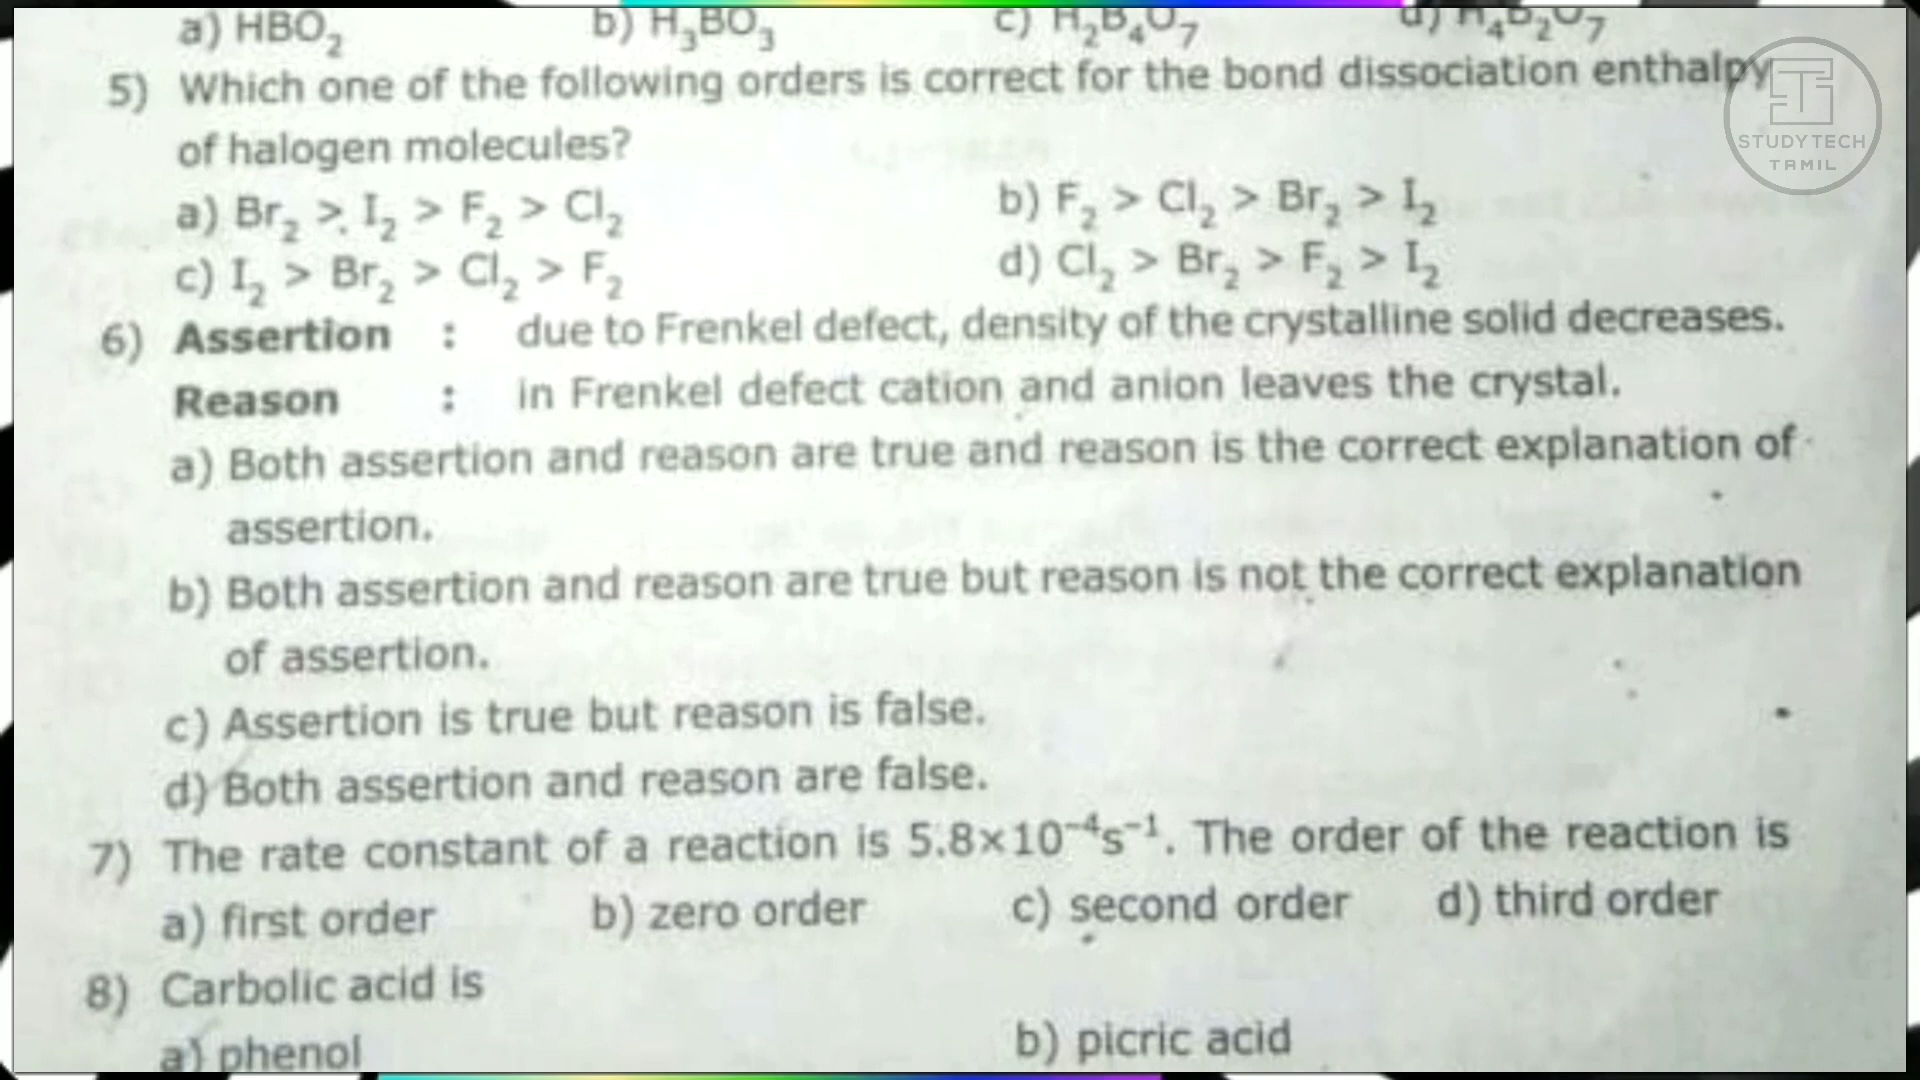 a) HBO₂ b) H₃BO₃ c) H₂B₄O₇ d) H₄B₂O₇
5) Which one of the following orders is correct for the bond dissociation enthalpy
of halogen molecules?
a) Br₂ > I₂ > F₂ > Cl₂ b) F₂ > Cl₂ > Br₂ > I₂
c) I₂ > Br₂ > Cl₂ > F₂ d) Cl₂ > Br₂ > F₂ > I₂
6) Assertion : due to Frenkel defect, density of the crystalline solid decreases.
Reason : in Frenkel defect cation and anion leaves the crystal.
a) Both assertion and reason are true and reason is the correct explanation of
assertion.
b) Both assertion and reason are true but reason is not the correct explanation
of assertion.
c) Assertion is true but reason is false.
d) Both assertion and reason are false.
7) The rate constant of a reaction is 5.8×10⁻⁴s⁻¹. The order of the reaction is
a) first order b) zero order c) second order d) third order
8) Carbolic acid is
a) phenol b) picric acid
STUDY TECH
TAMIL